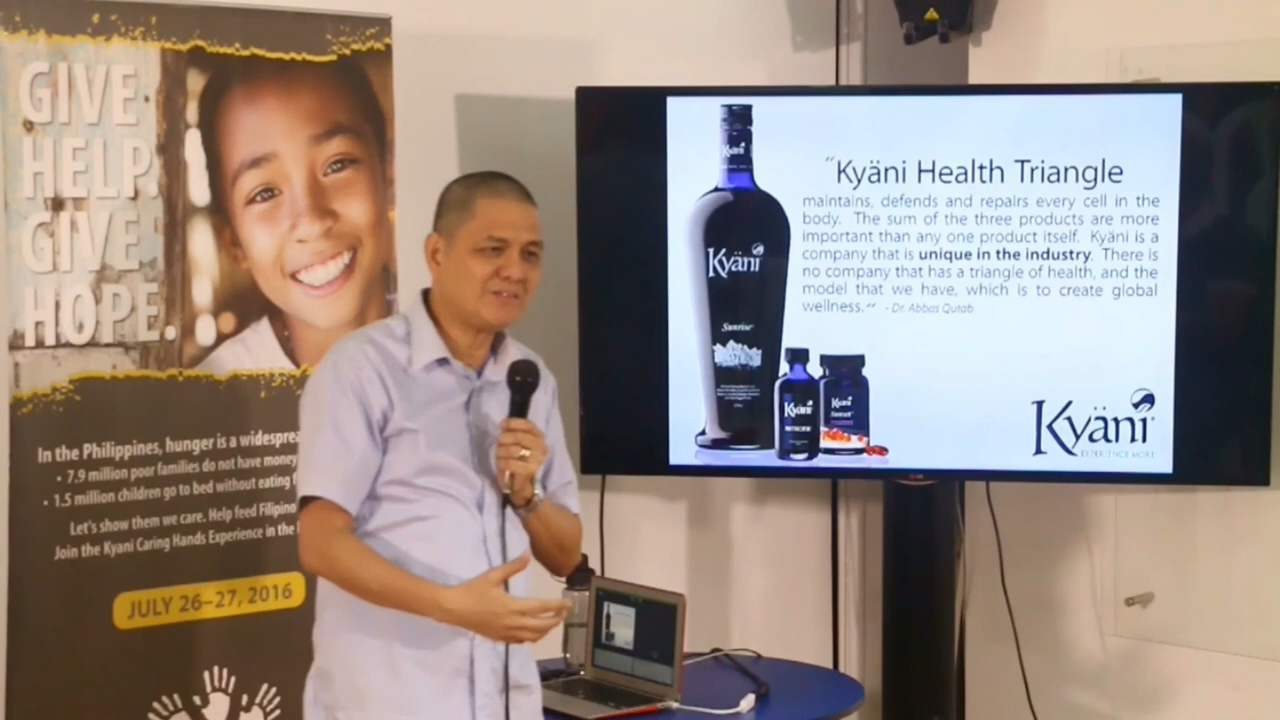 GIVE
HELP.
GIVE
HOPE.
In the Philippines, hunger is a widesprea
• 7.9 million poor families do not have money
• 1.5 million children go to bed without eating
Let's show them we care. Help feed Filipino
Join the Kyani Caring Hands Experience in the
JULY 26–27, 2016
Kyäni
Kyäni
Sunrise
Kyäni
Kyäni
Sunset
“Kyäni Health Triangle
maintains, defends and repairs every cell in the
body. The sum of the three products are more
important than any one product itself. Kyäni is a
company that is unique in the industry. There is
no company that has a triangle of health, and the
model that we have, which is to create global
wellness.” - Dr. Abbas Qutab
Kyäni
EXPERIENCE MORE